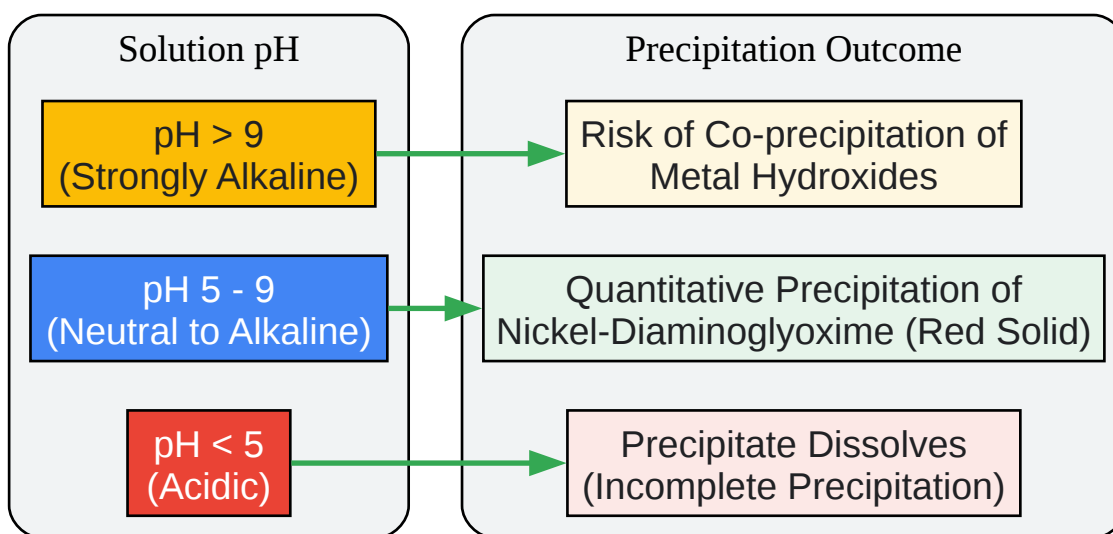 Solution pH
Precipitation Outcome
pH > 9
(Strongly Alkaline)
Risk of Co-precipitation of
Metal Hydroxides
pH 5 - 9
(Neutral to Alkaline)
Quantitative Precipitation of
Nickel-Diaminoglyoxime (Red Solid)
pH < 5
(Acidic)
Precipitate Dissolves
(Incomplete Precipitation)